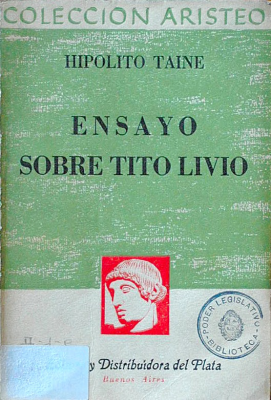 COLECCION ARISTEO
HIPOLITO TAINE
ENSAYO
SOBRE TITO LIVIO
PODER LEGISLATIVO
BIBLIOTECA
y Distribuidora del Plata
Buenos Aires